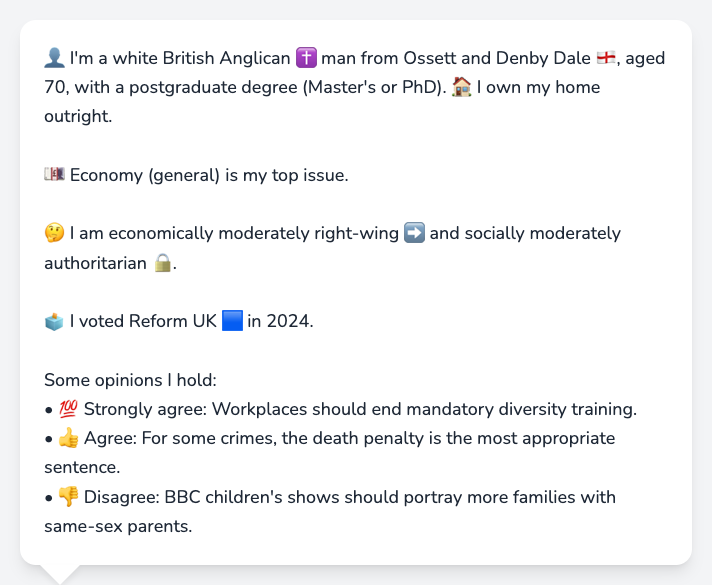 👤 I'm a white British Anglican ✝️ man from Ossett and Denby Dale 🏴󠁧󠁢󠁥󠁮󠁧󠁿, aged
70, with a postgraduate degree (Master's or PhD). 🏠 I own my home
outright.
💷 Economy (general) is my top issue.
🤔 I am economically moderately right-wing ➡️ and socially moderately
authoritarian 🔒.
🗳️ I voted Reform UK 🟦 in 2024.
Some opinions I hold:
• 💯 Strongly agree: Workplaces should end mandatory diversity training.
• 👍 Agree: For some crimes, the death penalty is the most appropriate
sentence.
• 👎 Disagree: BBC children's shows should portray more families with
same-sex parents.